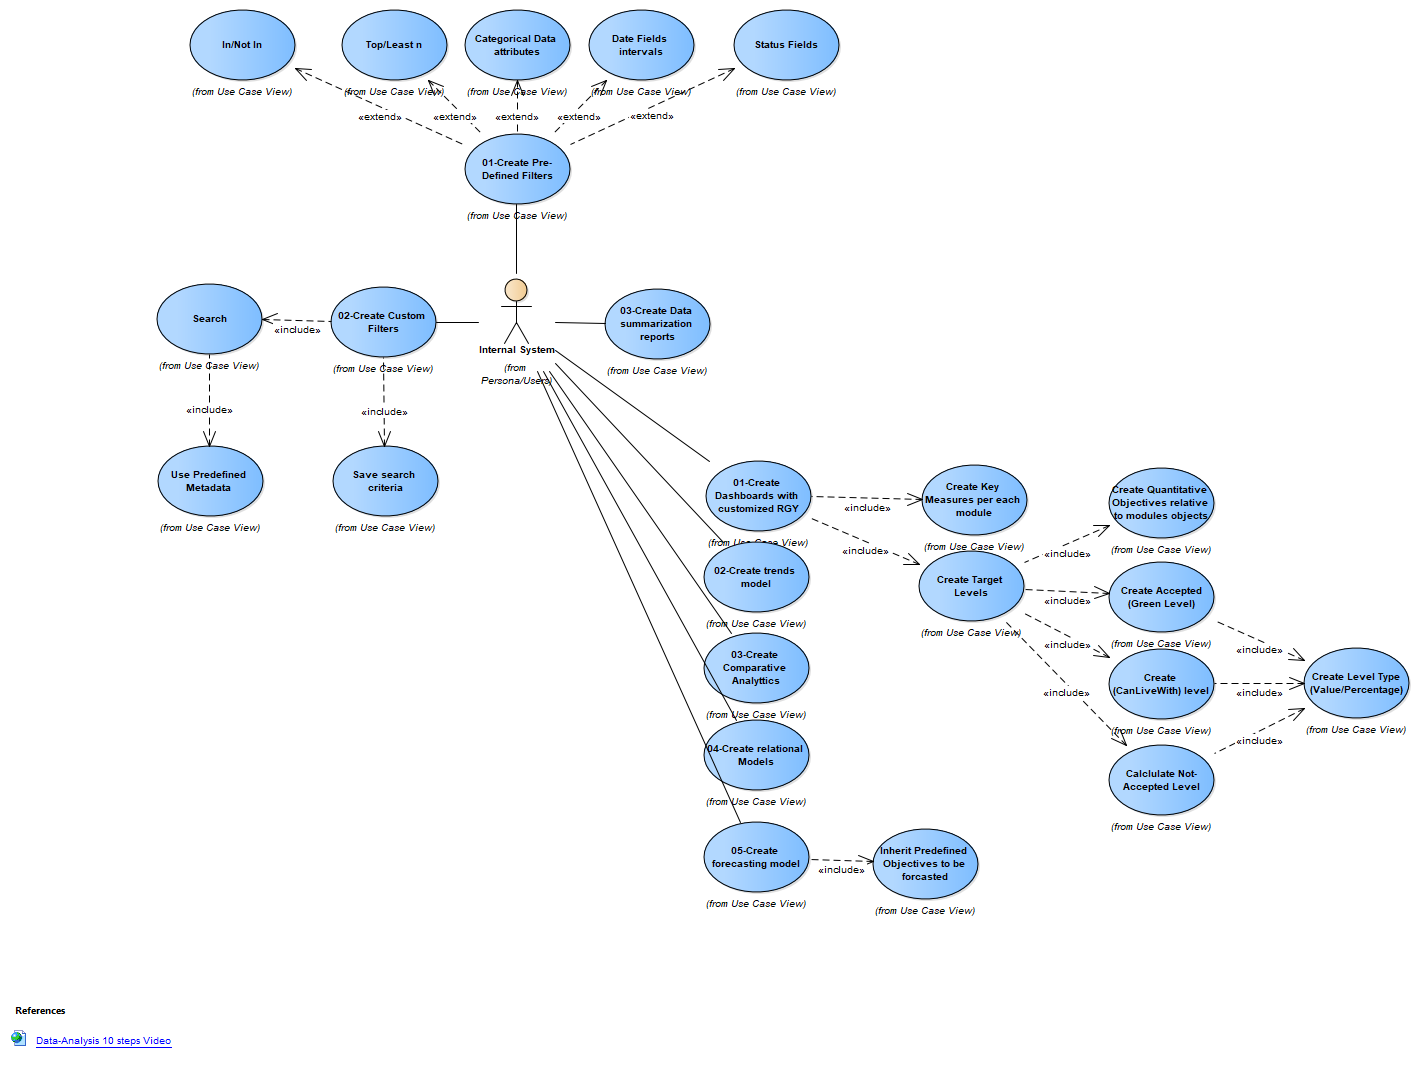 In/Not In
Top/Least n
Categorical Data
attributes
Date Fields
intervals
Status Fields
(from Use Case View)
(from Use Case View)
(from Use Case View)
(from Use Case View)
(from Use Case View)
«extend»
«extend»
«extend»
«extend»
«extend»
01-Create Pre-
Defined Filters
(from Use Case View)
Search
(from Use Case View)
«include»
02-Create Custom
Filters
(from Use Case View)
03-Create Data
summarization
reports
(from Use Case View)
Internal System
(from
Persona/Users)
«include»
«include»
Use Predefined
Metadata
(from Use Case View)
Save search
criteria
(from Use Case View)
01-Create
Dashboards with
customized RGY
(from Use Case View)
«include»
«include»
Create Key
Measures per each
module
(from Use Case View)
Create Quantitative
Objectives relative
to modules objects
(from Use Case View)
02-Create trends
model
(from Use Case View)
Create Target
Levels
(from Use Case View)
«include»
«include»
«include»
«include»
Create Accepted
(Green Level)
(from Use Case View)
03-Create
Comparative
Analyttics
(from Use Case View)
Create
(CanLiveWith) level
(from Use Case View)
«include»
«include»
«include»
Create Level Type
(Value/Percentage)
(from Use Case View)
04-Create relational
Models
(from Use Case View)
Calclulate Not-
Accepted Level
(from Use Case View)
05-Create
forecasting model
(from Use Case View)
«include»
Inherit Predefined
Objectives to be
forcasted
(from Use Case View)
References
Data-Analysis 10 steps Video